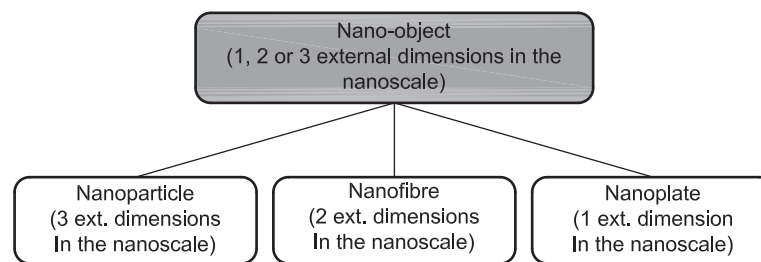 Nano-object
(1, 2 or 3 external dimensions in the
nanoscale)
Nanoparticle
(3 ext. dimensions
In the nanoscale)
Nanofibre
(2 ext. dimensions
In the nanoscale)
Nanoplate
(1 ext. dimension
In the nanoscale)